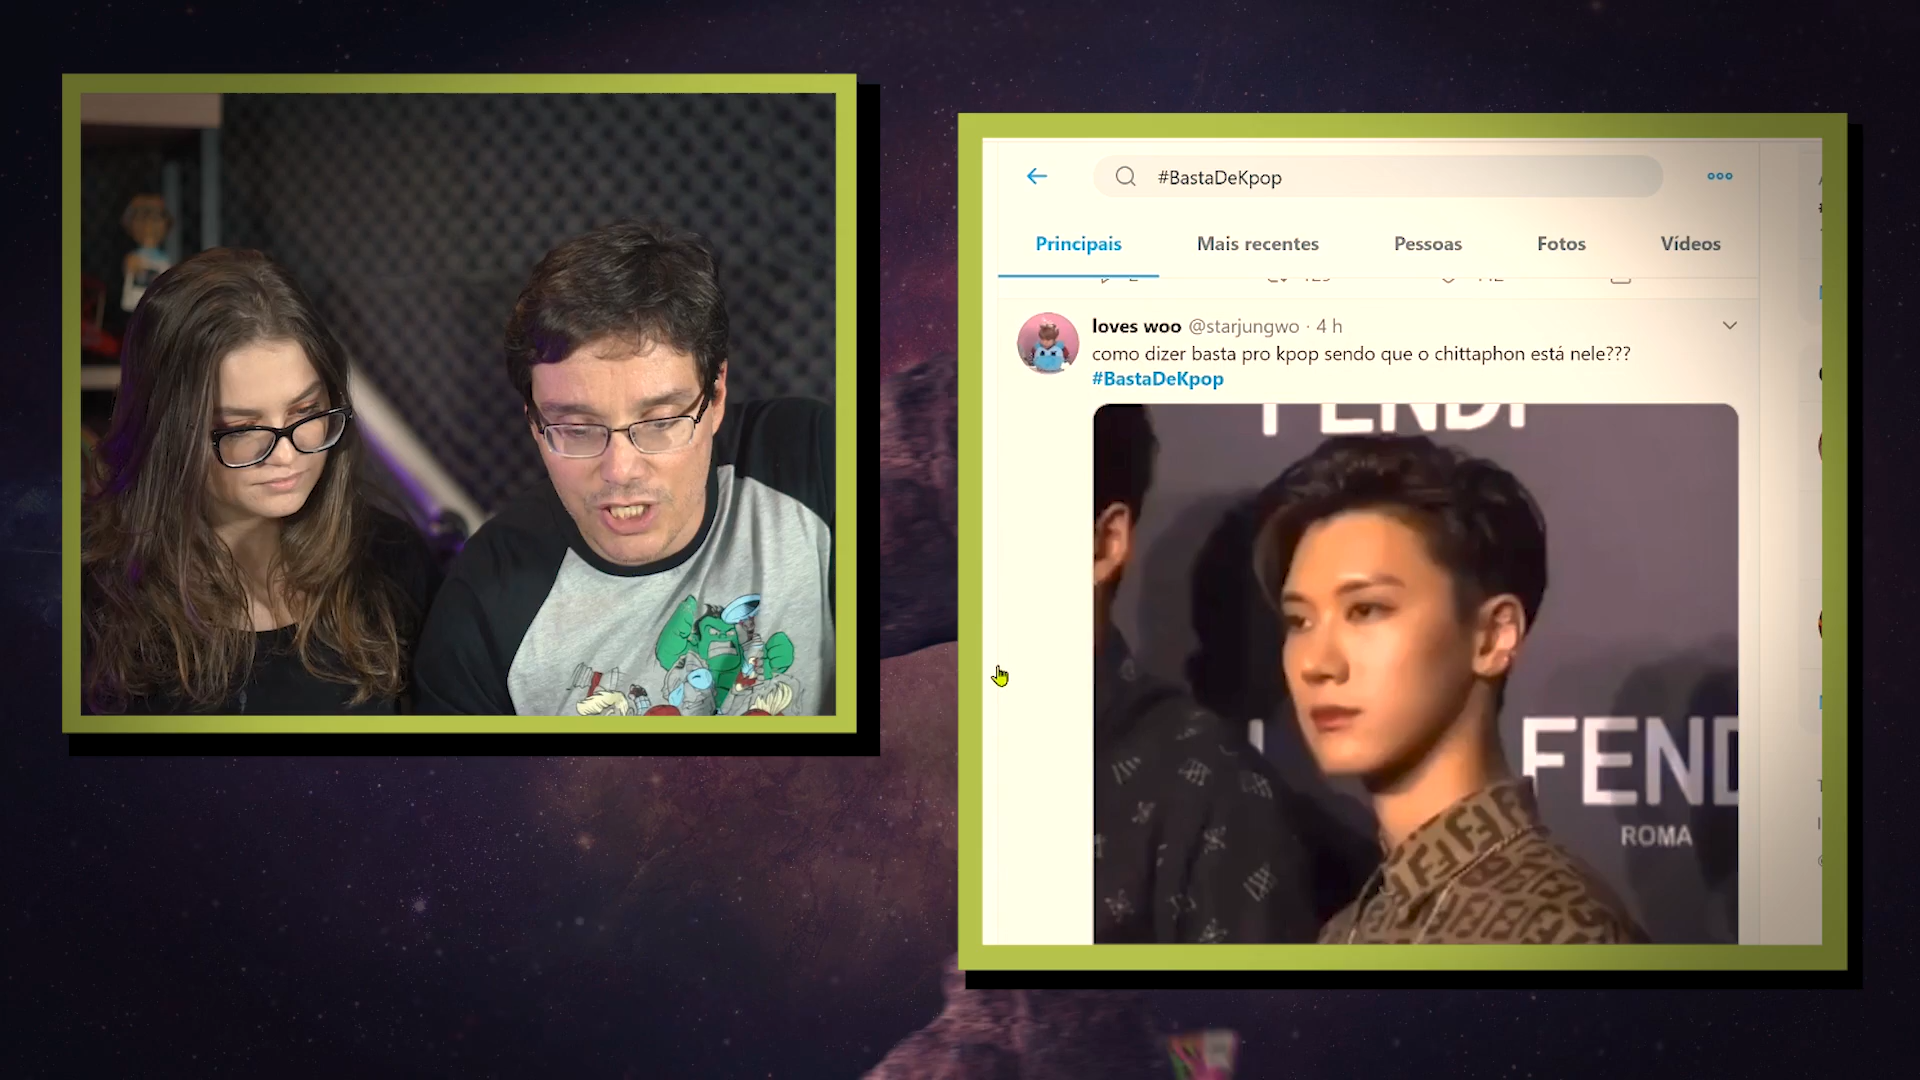 #BastaDeKpop
Principais Mais recentes Pessoas Fotos Vídeos
loves woo @starjungwo · 4 h
como dizer basta pro kpop sendo que o chittaphon está nele???
#BastaDeKpop
FENDI
FEND
ROMA